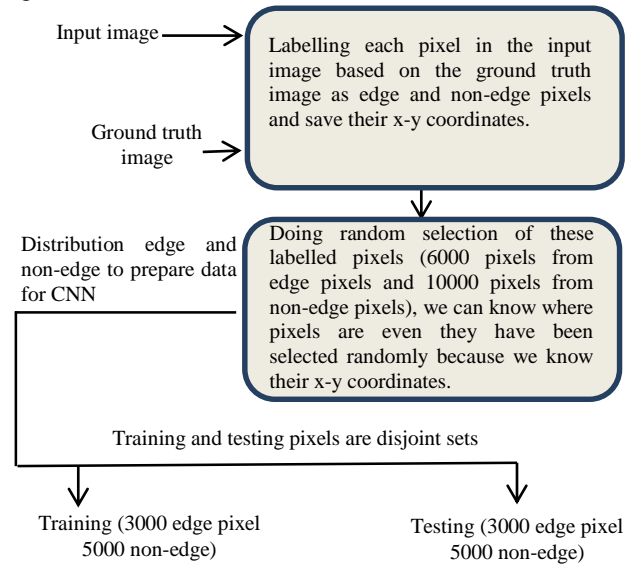 Input image
Labelling each pixel in the input
image based on the ground truth
image as edge and non-edge pixels
and save their x-y coordinates.
Ground truth
image
Distribution edge and
non-edge to prepare data
for CNN
Doing random selection of these
labelled pixels (6000 pixels from
edge pixels and 10000 pixels from
non-edge pixels), we can know where
pixels are even they have been
selected randomly because we know
their x-y coordinates.
Training and testing pixels are disjoint sets
Training (3000 edge pixel
5000 non-edge)
Testing (3000 edge pixel
5000 non-edge)